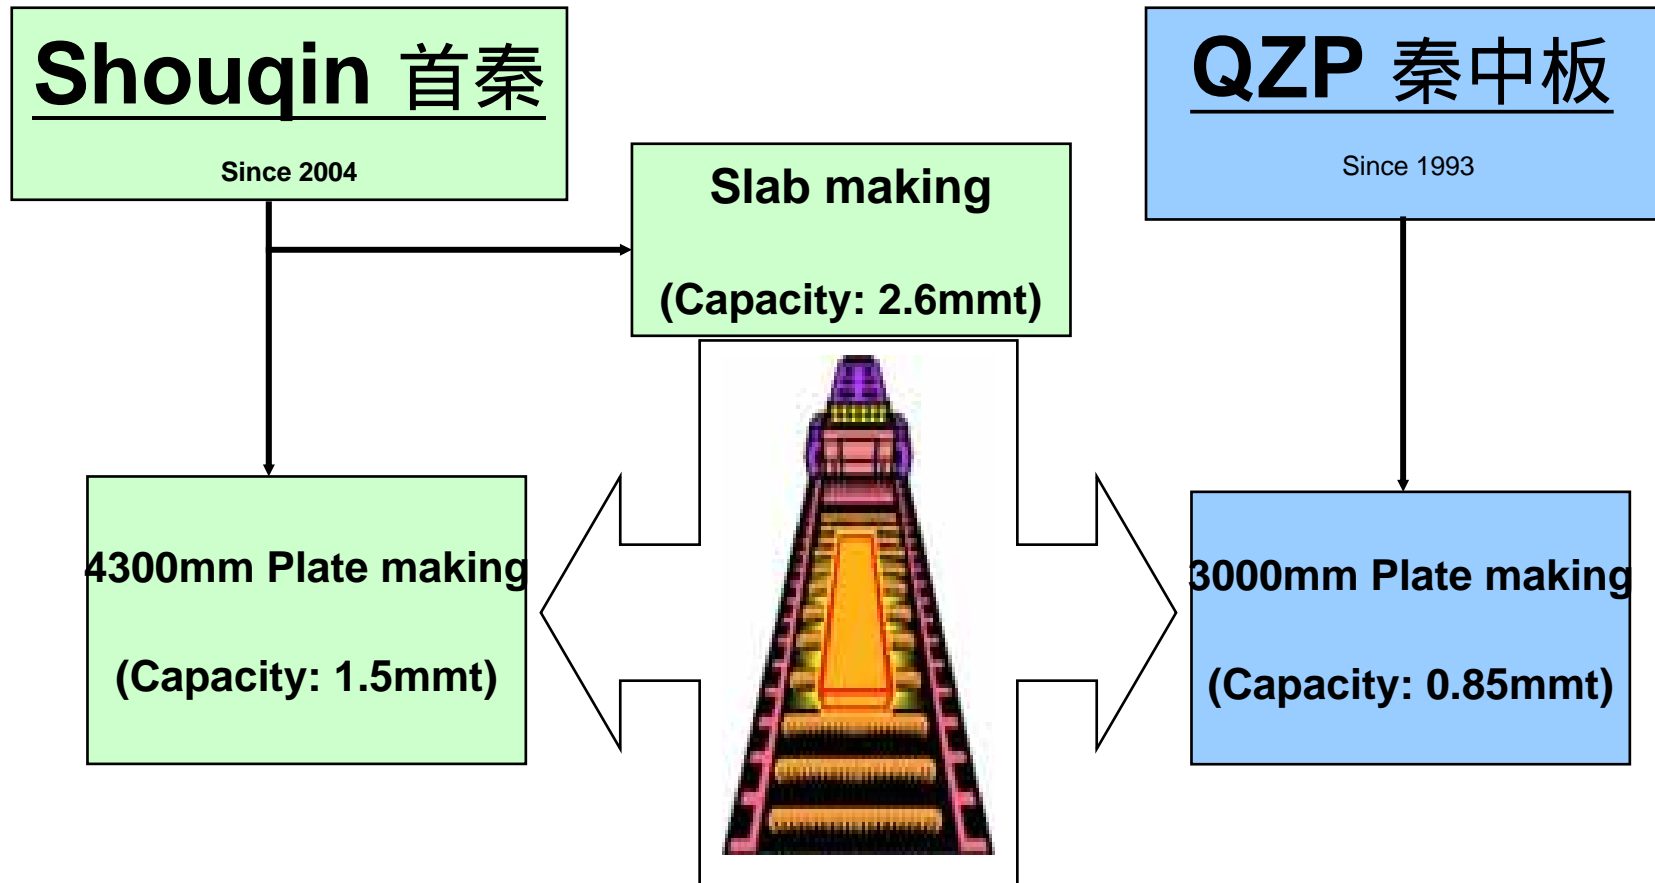 Shouqin 首秦
Since 2004
QZP 秦中板
Since 1993
Slab making
(Capacity: 2.6mmt)
4300mm Plate making
(Capacity: 1.5mmt)
3000mm Plate making
(Capacity: 0.85mmt)